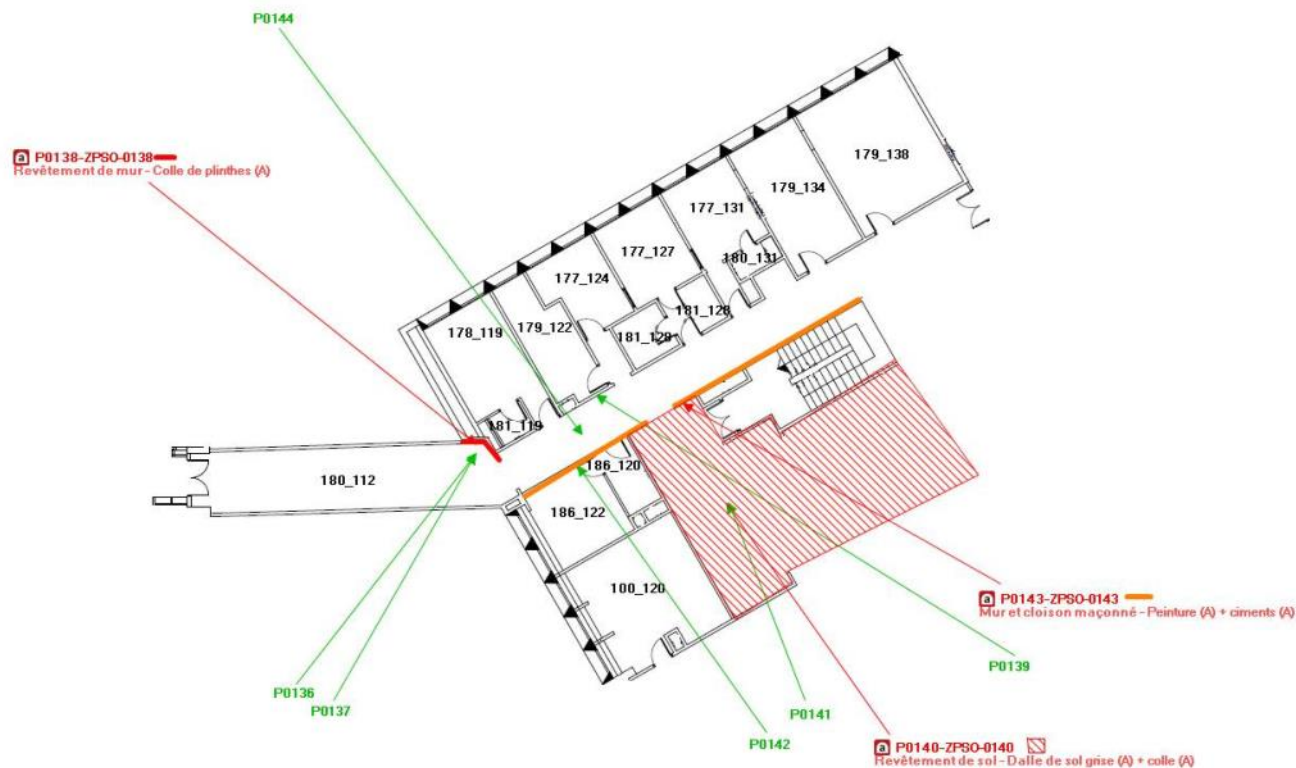 P0144
a P0138-ZPSO-0138
Revêtement de mur - Colle de plinthes (A)
179_138
179_134
177_131
180_131
177_127
177_124
181_128
181_128
179_122
178_119
181_119
180_112
186_120
186_122
100_120
a P0143-ZPSO-0143
Mur et cloison maçonné - Peinture (A) + ciments (A)
P0139
P0136
P0137
P0141
P0142
a P0140-ZPSO-0140
Revêtement de sol - Dalle de sol grise (A) + colle (A)